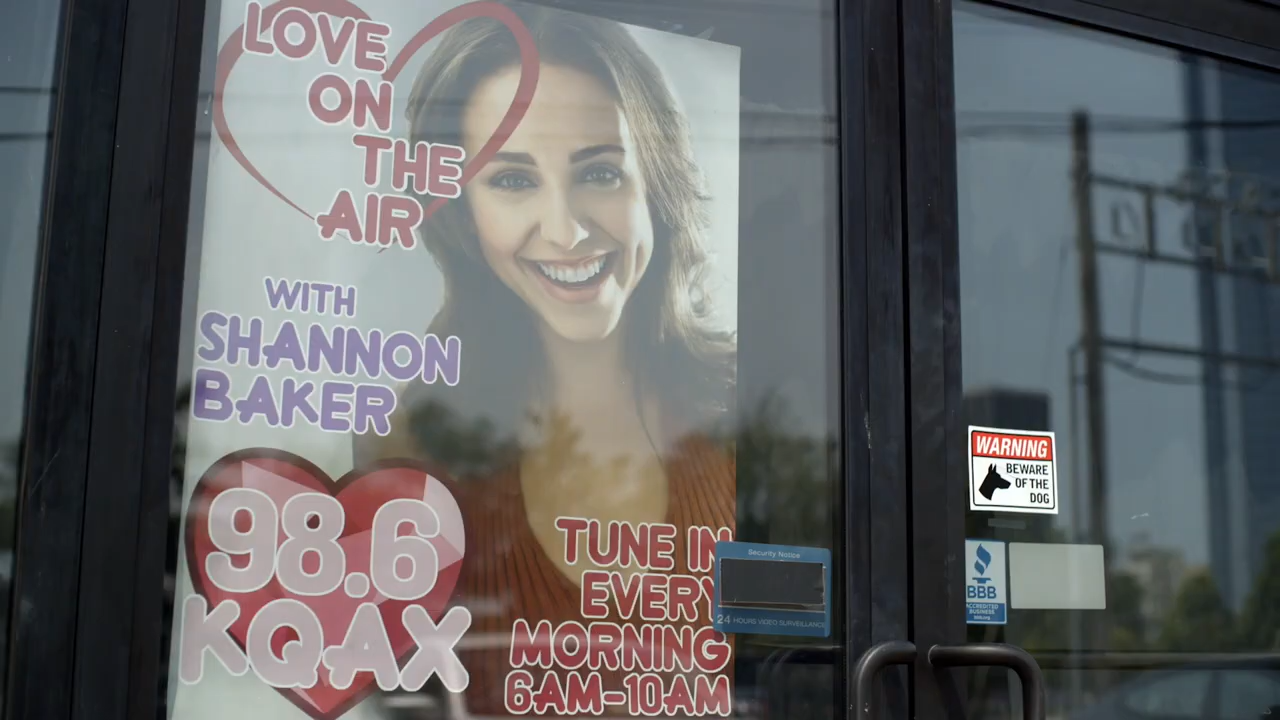 LOVE
ON
THE
AIR
WITH
SHANNON
BAKER
98.6
KQAX
TUNE IN
EVERY
MORNING
6AM-10AM
Security Notice
24 HOURS VIDEO SURVEILLANCE
WARNING
BEWARE
OF THE
DOG
BBB
ACCREDITED
BUSINESS